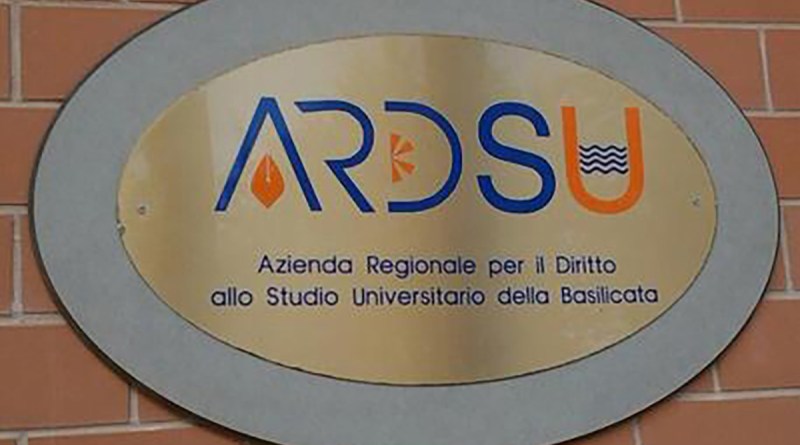 ARDSU
Azienda Regionale per il Diritto
allo Studio Universitario della Basilicata